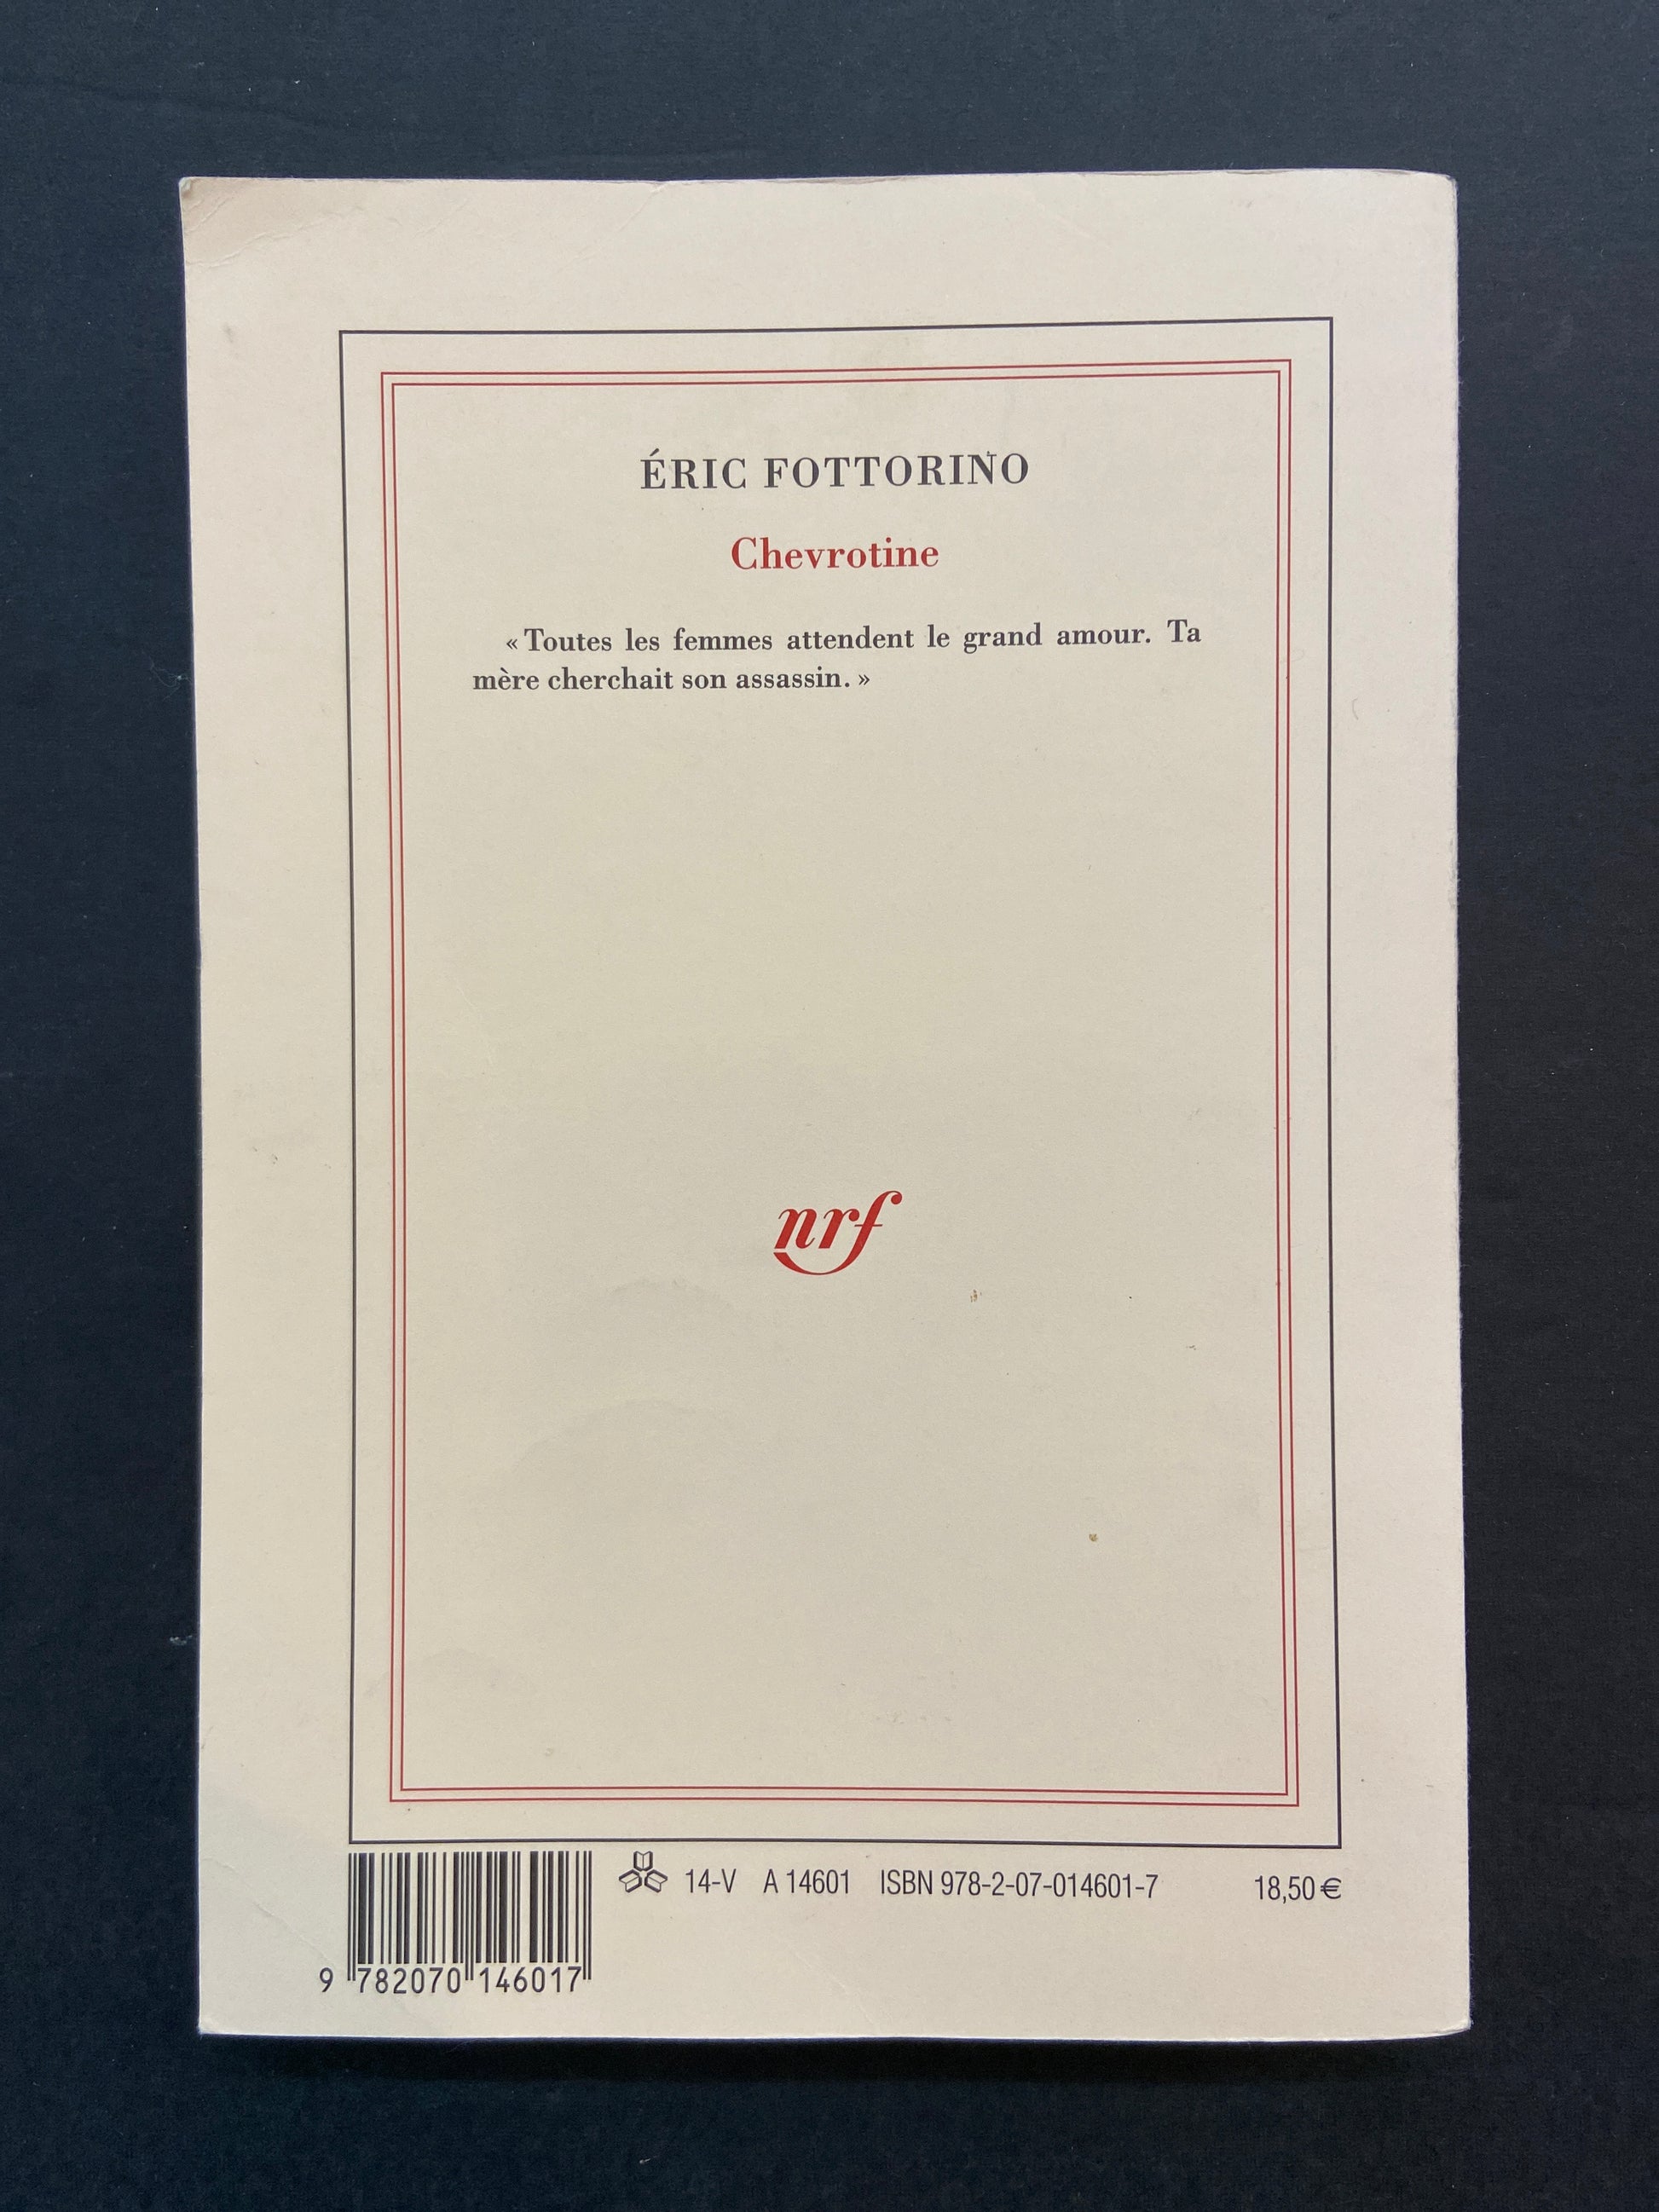 ÉRIC FOTTORINO
Chevrotine
« Toutes les femmes attendent le grand amour. Ta
mère cherchait son assassin. »
nrf
14-V A 14601 ISBN 978-2-07-014601-7 18,50 €
9 782070 146017